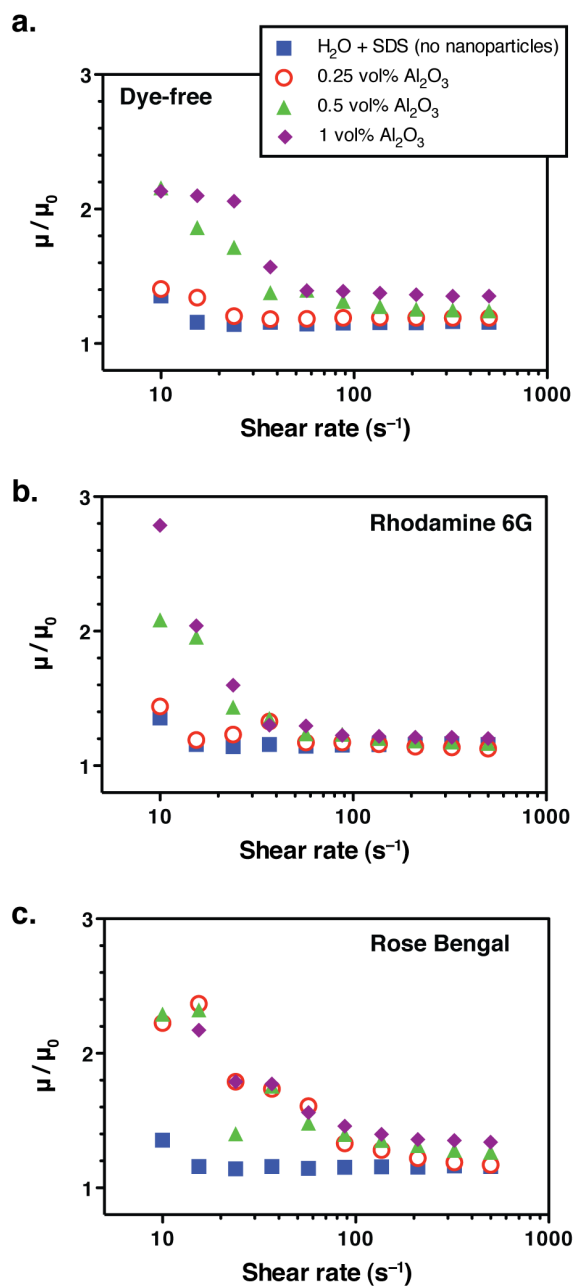 a.
H₂O + SDS (no nanoparticles)
0.25 vol% Al₂O₃
0.5 vol% Al₂O₃
1 vol% Al₂O₃
Dye-free
3
2
1
μ / μ₀
10 100 1000
Shear rate (s⁻¹)
b.
Rhodamine 6G
3
2
1
μ / μ₀
10 100 1000
Shear rate (s⁻¹)
c.
Rose Bengal
3
2
1
μ / μ₀
10 100 1000
Shear rate (s⁻¹)